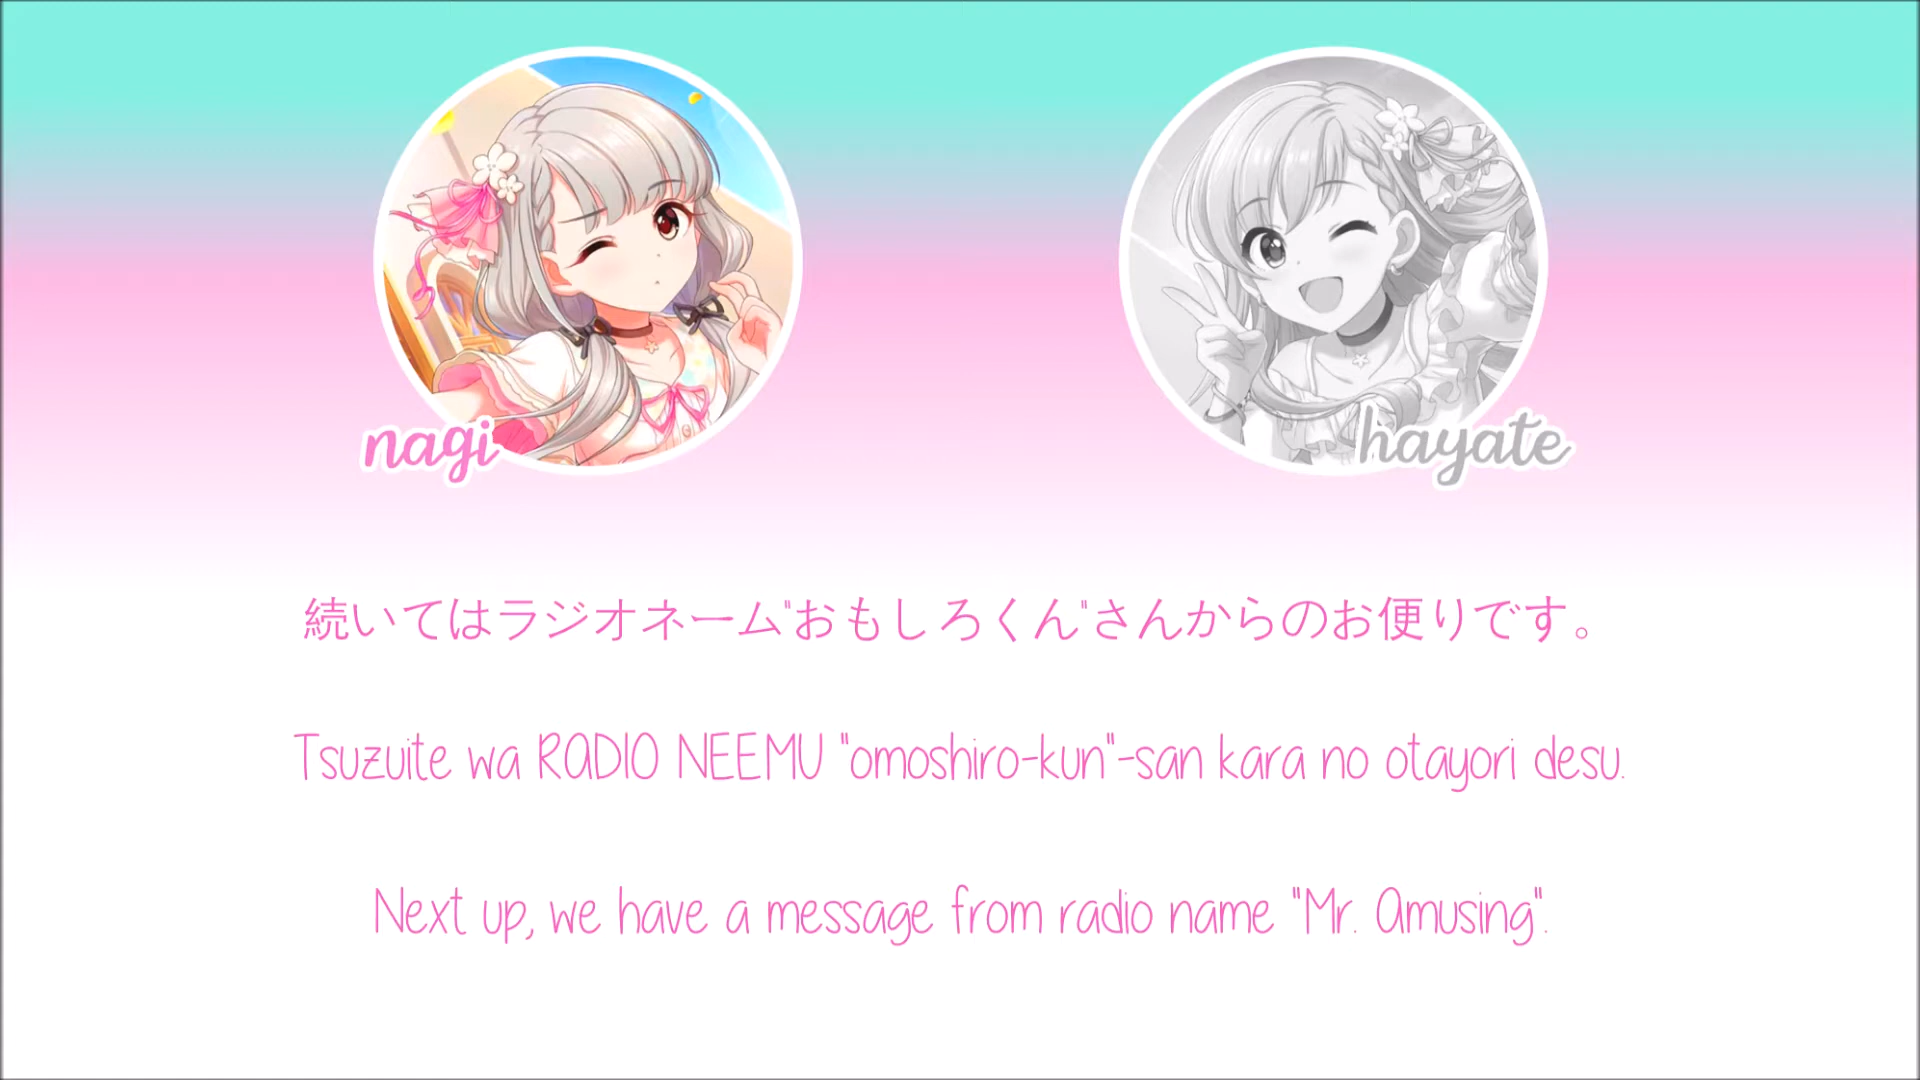 nagi
hayate
続いてはラジオネーム"おもしろくん"さんからのお便りです。
Tsuzuite wa RADIO NEEMU "omoshiro-kun"-san kara no otayori desu.
Next up, we have a message from radio name "Mr. Amusing".